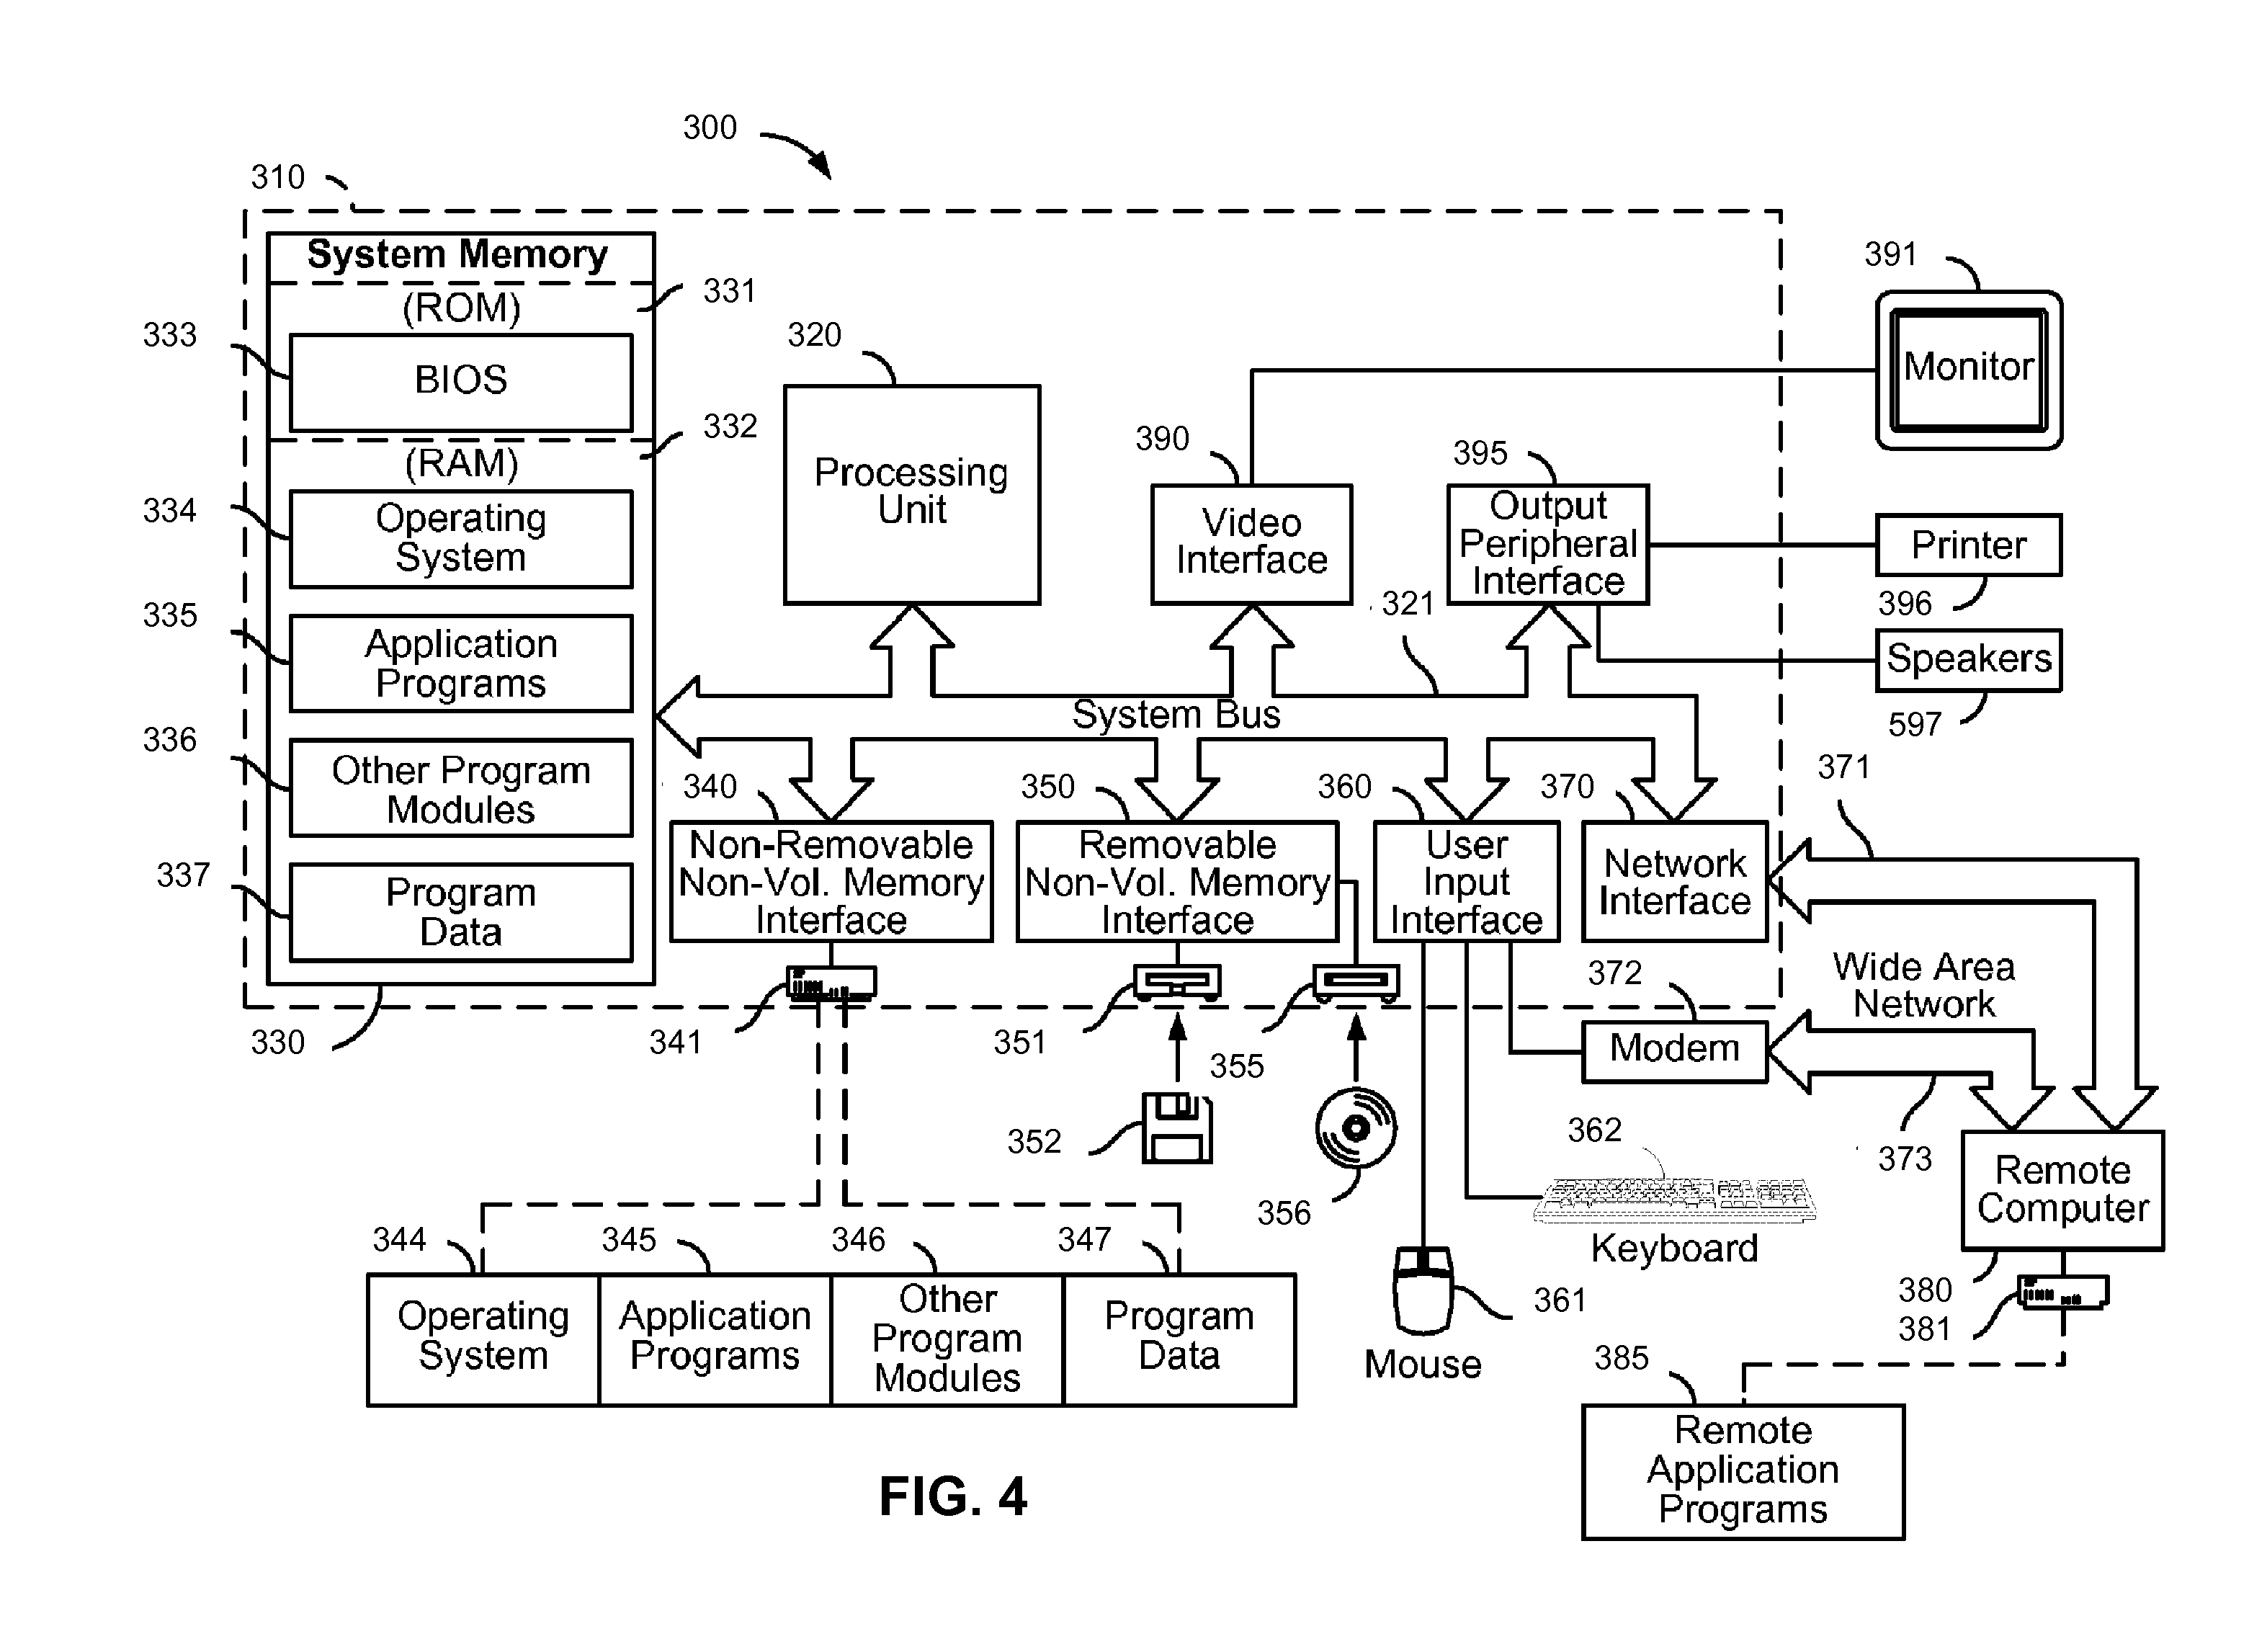 300
310
System Memory
(ROM)
331
333
BIOS
(RAM)
332
334
Operating
System
335
Application
Programs
336
Other Program
Modules
337
Program
Data
330
320
Processing
Unit
390
Video
Interface
395
Output
Peripheral
Interface
321
System Bus
391
Monitor
Printer
396
Speakers
597
340
Non-Removable
Non-Vol. Memory
Interface
341
350
Removable
Non-Vol. Memory
Interface
351
355
352
356
360
User
Input
Interface
370
Network
Interface
371
Wide Area
Network
372
Modem
373
362
Keyboard
361
Mouse
Remote
Computer
380
381
385
Remote
Application
Programs
344
Operating
System
345
Application
Programs
346
Other
Program
Modules
347
Program
Data
FIG. 4